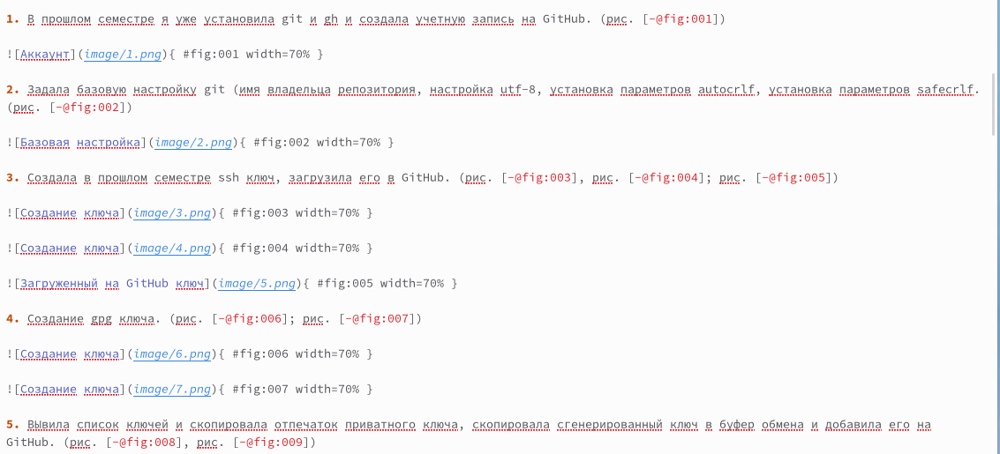 1. В прошлом семестре я уже установила git и gh и создала учетную запись на GitHub. (рис. [-@fig:001])
![Аккаунт](image/1.png){ #fig:001 width=70% }
2. Задала базовую настройку git (имя владельца репозитория, настройка utf-8, установка параметров autocrlf, установка параметров safecrlf.
(рис. [-@fig:002])
![Базовая настройка](image/2.png){ #fig:002 width=70% }
3. Создала в прошлом семестре ssh ключ, загрузила его в GitHub. (рис. [-@fig:003], рис. [-@fig:004]; рис. [-@fig:005])
![Создание ключа](image/3.png){ #fig:003 width=70% }
![Создание ключа](image/4.png){ #fig:004 width=70% }
![Загруженный на GitHub ключ](image/5.png){ #fig:005 width=70% }
4. Создание gpg ключа. (рис. [-@fig:006]; рис. [-@fig:007])
![Создание ключа](image/6.png){ #fig:006 width=70% }
![Создание ключа](image/7.png){ #fig:007 width=70% }
5. ВЫвила список ключей и скопировала отпечаток приватного ключа, скопировала сгенерированный ключ в буфер обмена и добавила его на
GitHub. (рис. [-@fig:008], рис. [-@fig:009])